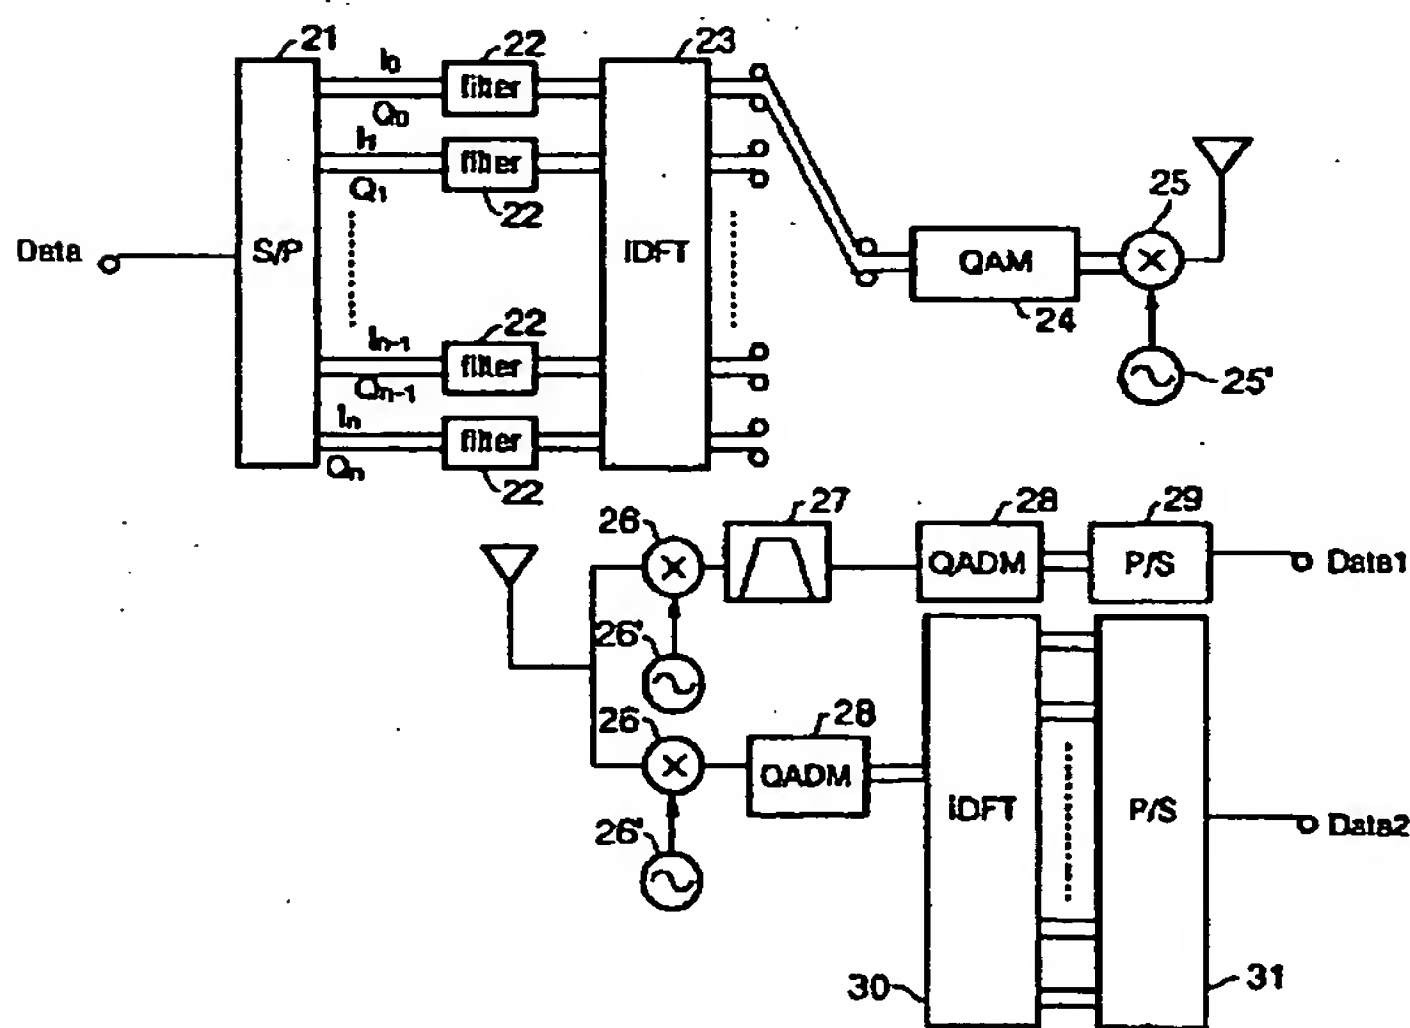 21
22
23
I0
filter
Q0
I1
filter
Q1
22
25
Data
S/P
IDFT
QAM
24
25'
22
In-1
filter
Qn-1
In
filter
Qn
22
26
27
28
29
QADM
P/S
Data1
26'
26
28
QADM
IDFT
P/S
Data2
26'
30
31